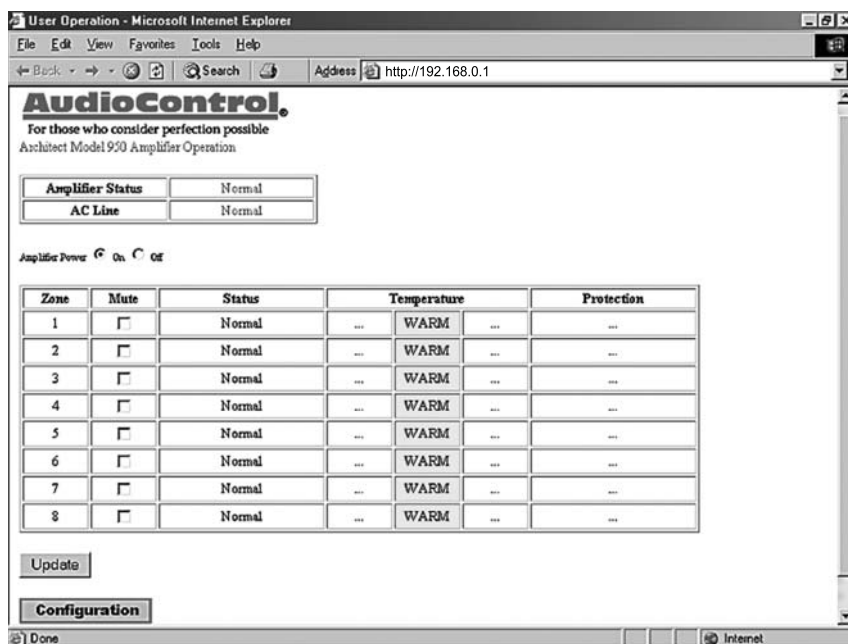 User Operation - Microsoft Internet Explorer
File Edit View Favorites Tools Help
Back Search Address http://192.168.0.1
AudioControl®
For those who consider perfection possible
Architect Model 950 Amplifier Operation
Amplifier Status Normal
AC Line Normal
Amplifier Power On Off
Zone Mute Status Temperature Protection
1 Normal ... WARM ... ...
2 Normal ... WARM ... ...
3 Normal ... WARM ... ...
4 Normal ... WARM ... ...
5 Normal ... WARM ... ...
6 Normal ... WARM ... ...
7 Normal ... WARM ... ...
8 Normal ... WARM ... ...
Update
Configuration
Done Internet